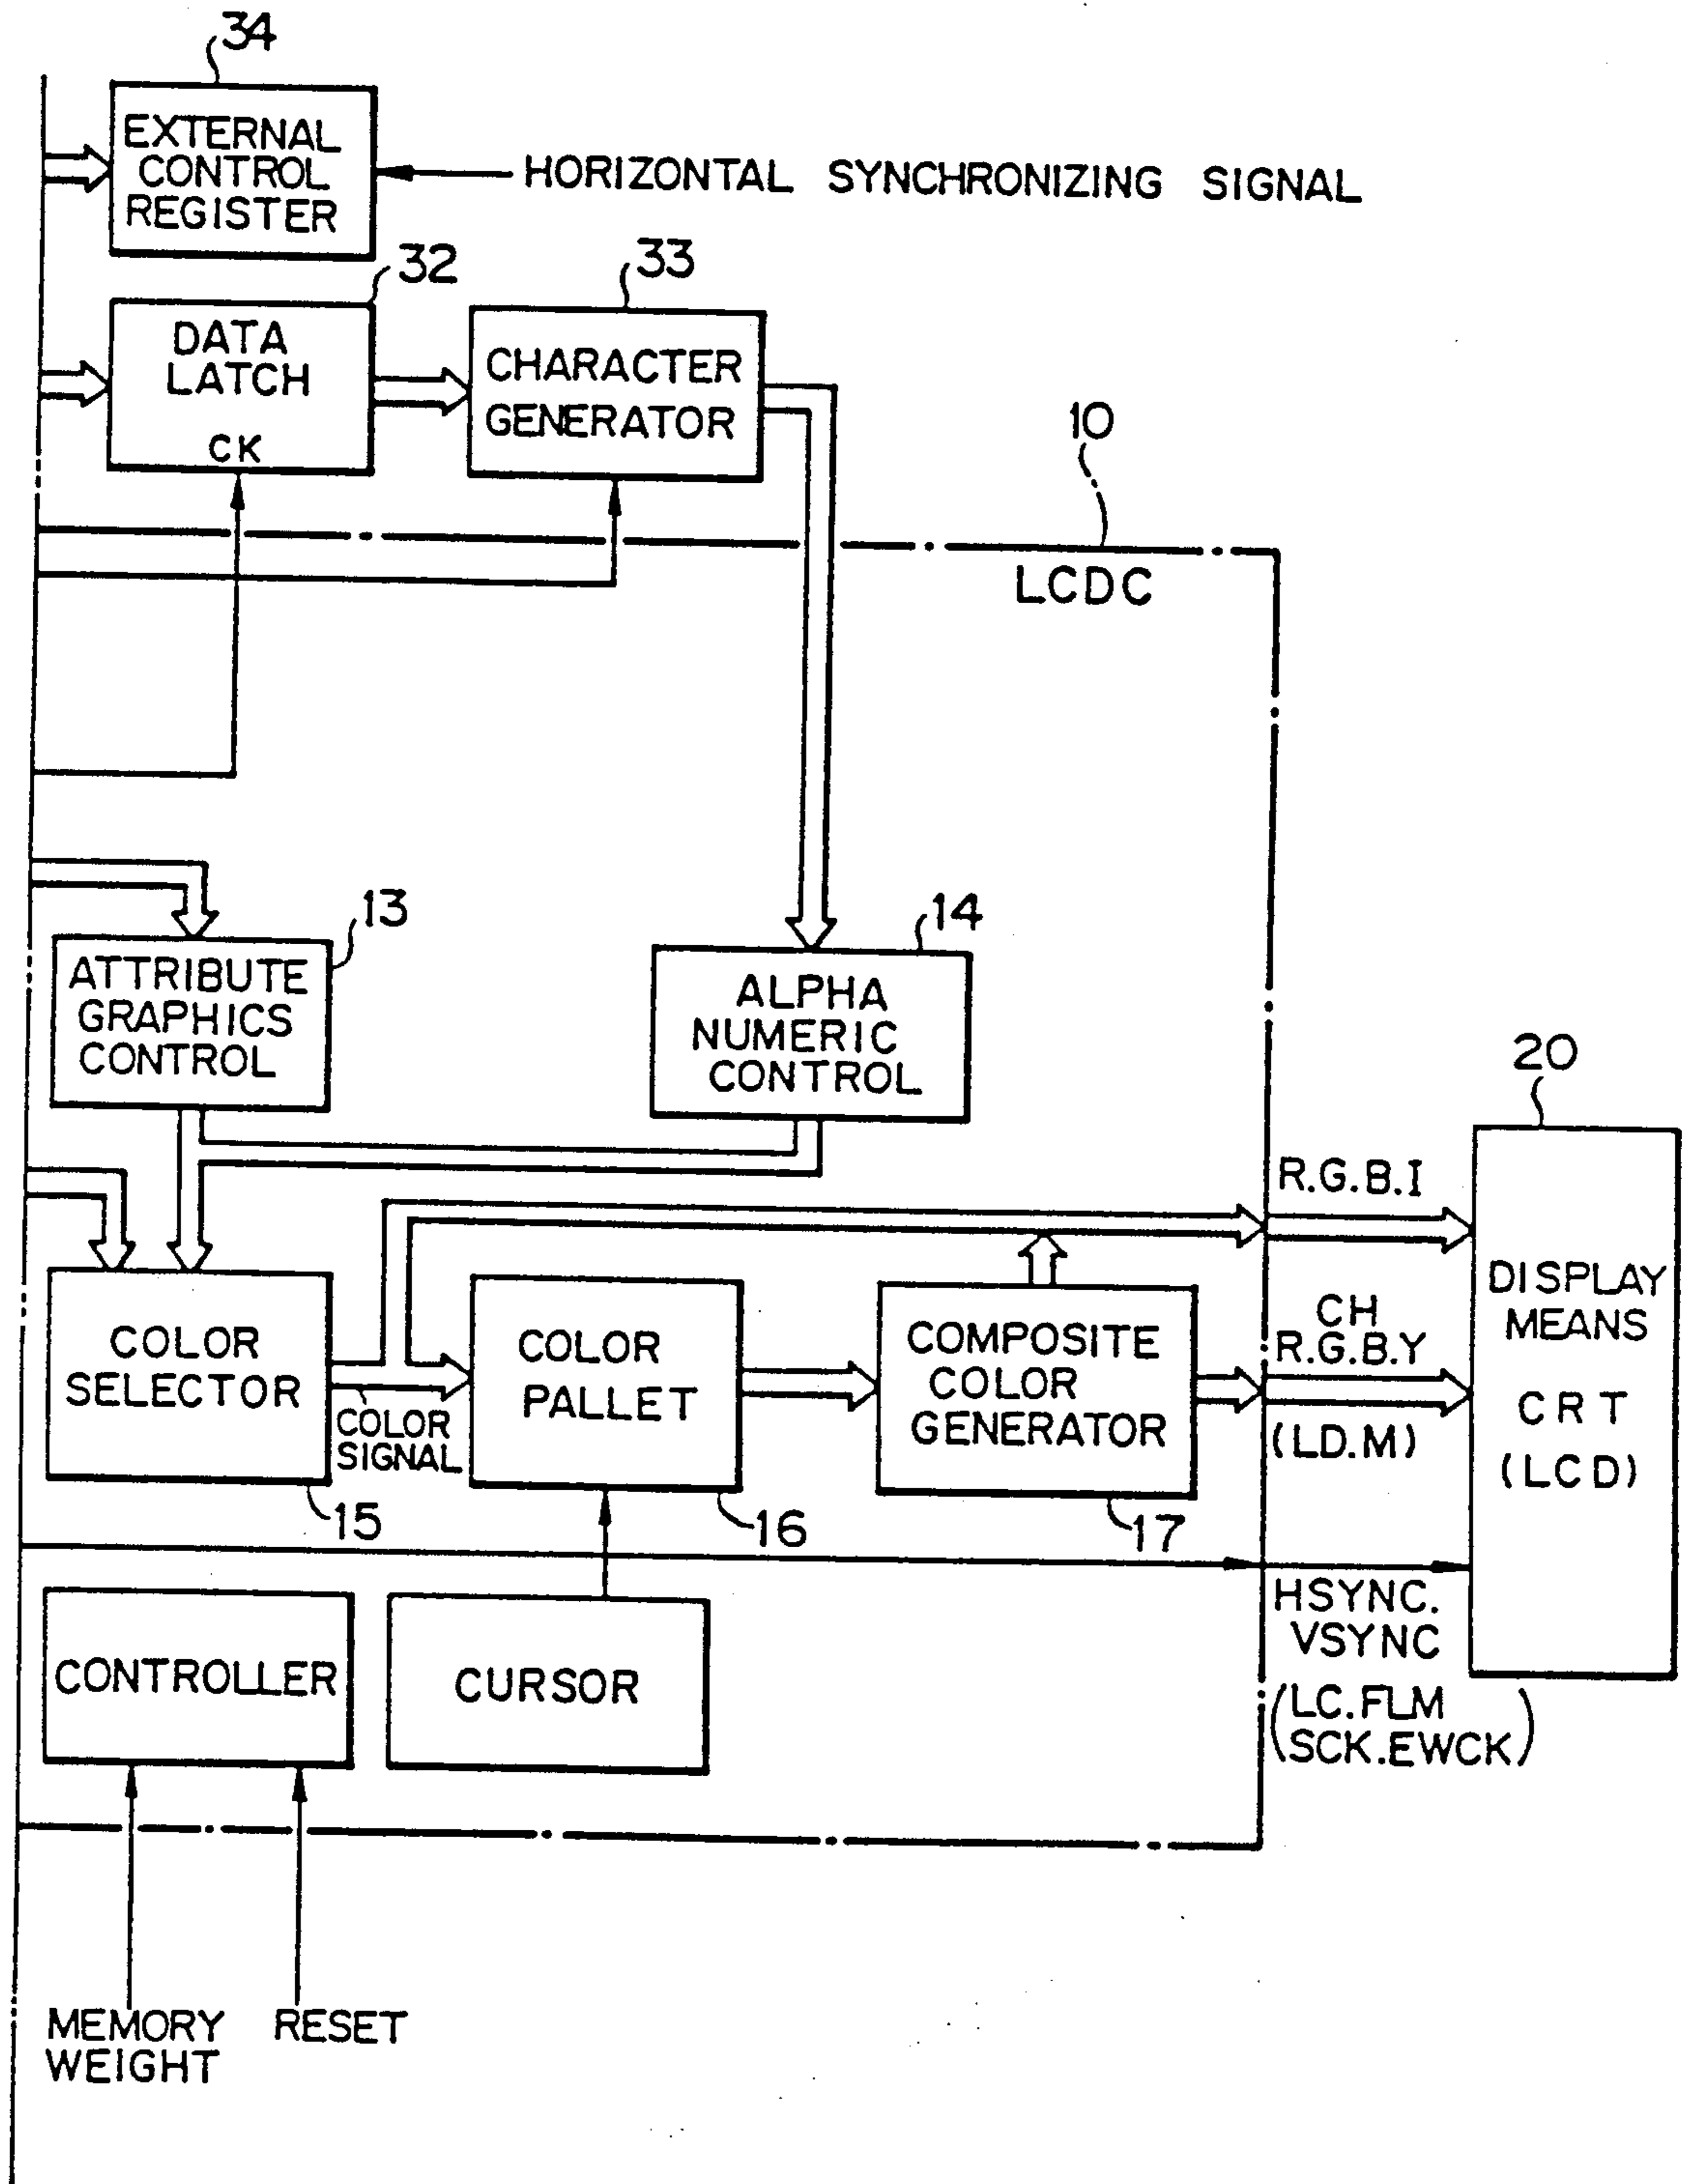 34
EXTERNAL
CONTROL
REGISTER
HORIZONTAL SYNCHRONIZING SIGNAL
32
33
DATA
LATCH
CK
CHARACTER
GENERATOR
10
LCDC
13
14
ATTRIBUTE
GRAPHICS
CONTROL
ALPHA
NUMERIC
CONTROL
20
R.G.B.I
DISPLAY
MEANS
CRT
(LCD)
COLOR
SELECTOR
COLOR
SIGNAL
COLOR
PALLET
COMPOSITE
COLOR
GENERATOR
CH
R.G.B.Y
(LD.M)
15
16
17
HSYNC.
VSYNC
(LC.FLM
SCK.EWCK)
CONTROLLER
CURSOR
MEMORY
WEIGHT
RESET